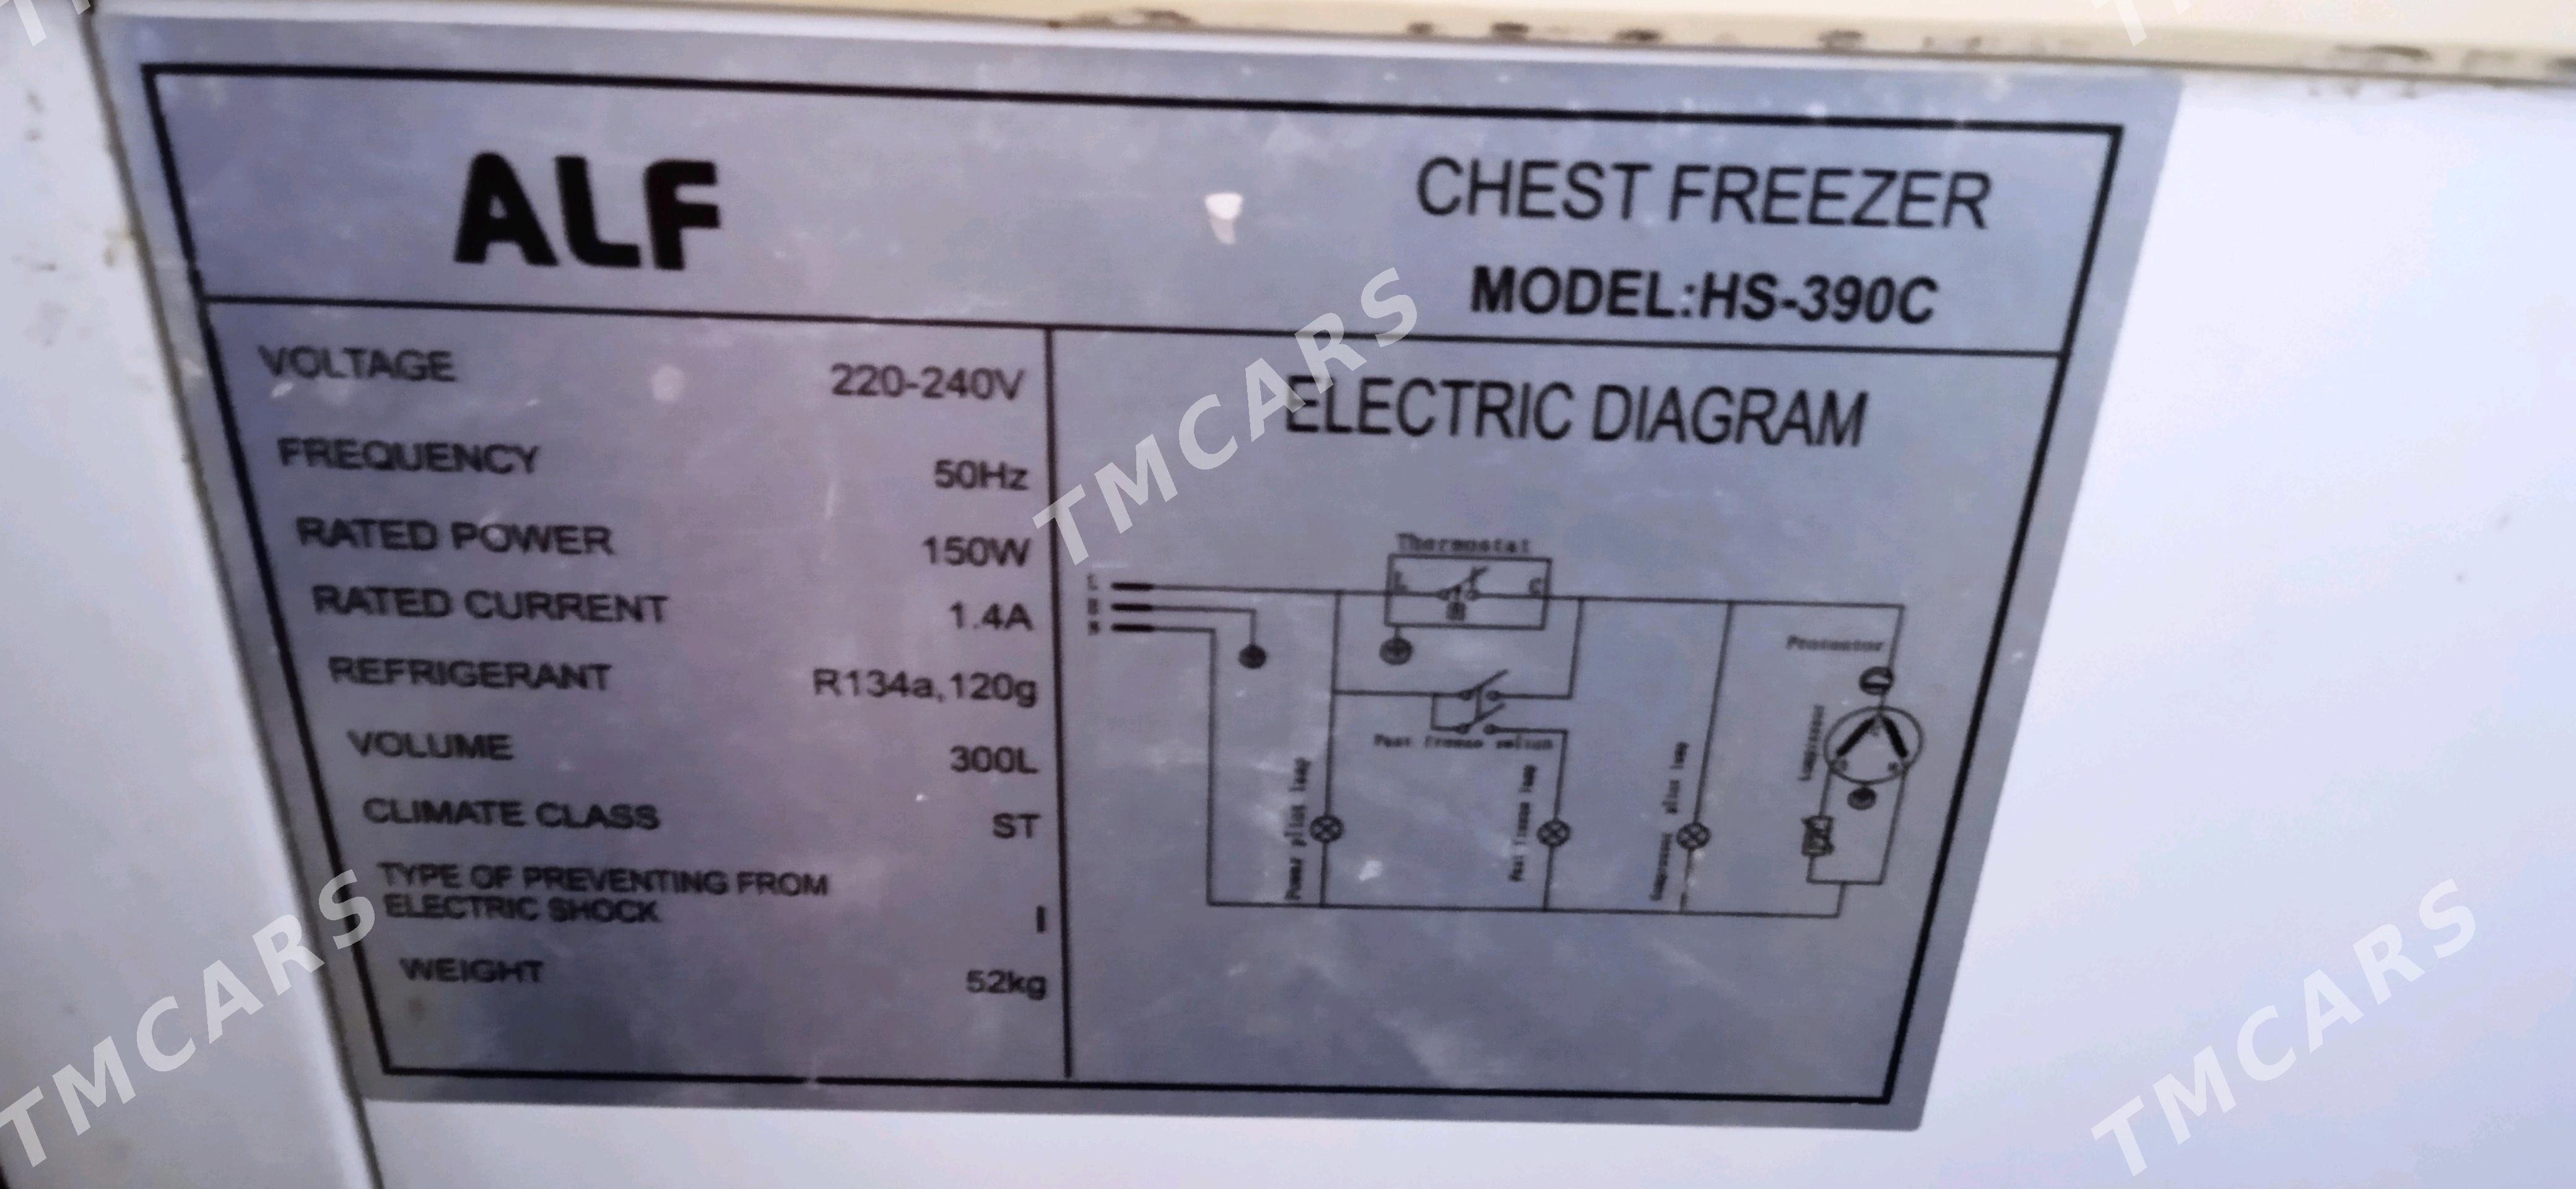 ALF
CHEST FREEZER
MODEL:HS-390C
VOLTAGE 220-240V
FREQUENCY 50Hz
RATED POWER 150W
RATED CURRENT 1.4A
REFRIGERANT R134a,120g
VOLUME 300L
CLIMATE CLASS ST
TYPE OF PREVENTING FROM
ELECTRIC SHOCK I
WEIGHT 52kg
ELECTRIC DIAGRAM
Thermostat
L C
TMCARS
TMCARS
TMCARS